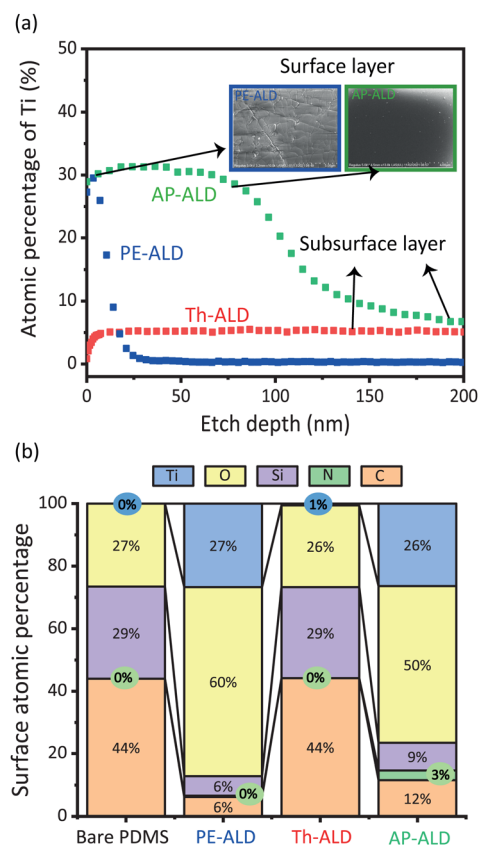 (a)
50
40
30
20
10
0
Atomic percentage of Ti (%)
Surface layer
PE-ALD
AP-ALD
AP-ALD
PE-ALD
Subsurface layer
Th-ALD
0 50 100 150 200
Etch depth (nm)
(b)
Ti O Si N C
100
80
60
40
20
0
Surface atomic percentage
0% 1%
27% 27% 26% 26%
29% 60% 29% 50%
0% 0%
44% 6% 0% 44% 9% 3%
6% 12%
Bare PDMS PE-ALD Th-ALD AP-ALD